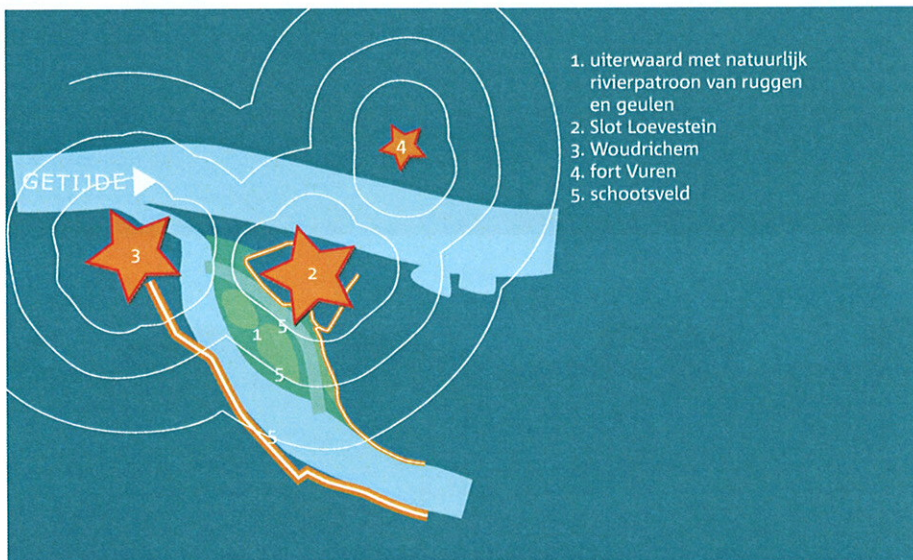 1. uiterwaard met natuurlijk
rivierpatroon van ruggen
en geulen
2. Slot Loevestein
3. Woudrichem
4. fort Vuren
5. schootsveld
4
GETIJDE
3
2
5
1
5
5